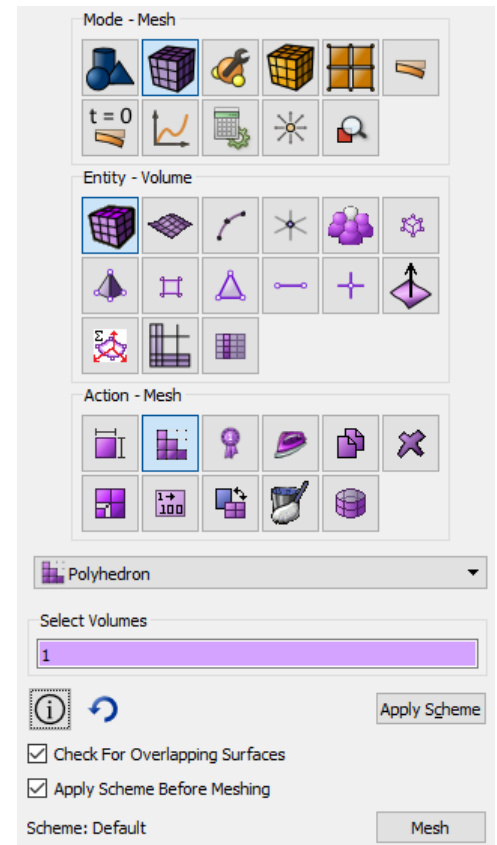 Mode - Mesh
t = 0
Entity - Volume
Σ
Action - Mesh
1
1→
100
Polyhedron
Select Volumes
1
i
Apply Scheme
Check For Overlapping Surfaces
Apply Scheme Before Meshing
Scheme: Default
Mesh